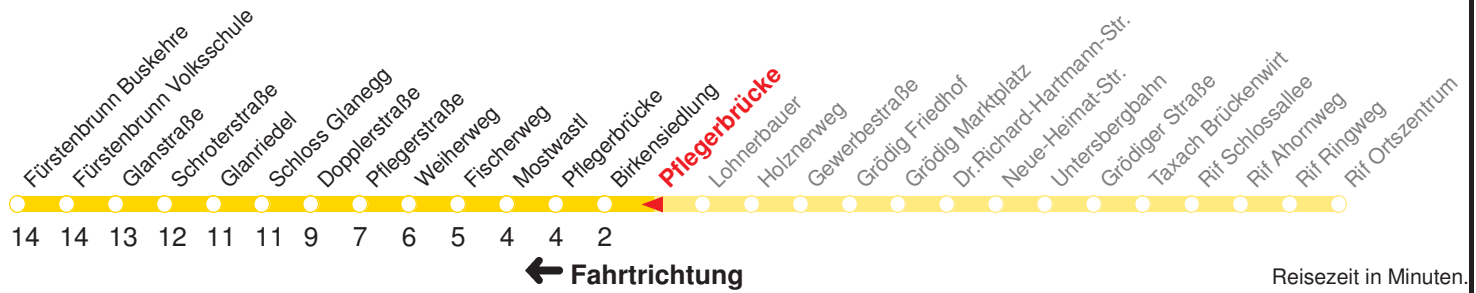 Fürstenbrunn Buskehre
Fürstenbrunn Volksschule
Glanstraße
Schroterstraße
Glanriedel
Schloss Glanegg
Dopplerstraße
Pflegerstraße
Weiherweg
Fischerweg
Mostwastl
Pflegerbrücke
Birkensiedlung
Pflegerbrücke
Lohnerbauer
Holznerweg
Gewerbestraße
Grödig Friedhof
Grödig Marktplatz
Dr.Richard-Hartmann-Str.
Neue-Heimat-Str.
Untersbergbahn
Grödiger Straße
Taxach Brückenwirt
Rif Schlossallee
Rif Ahornweg
Rif Ringweg
Rif Ortszentrum
14 14 13 12 11 11 9 7 6 5 4 4 2
Fahrtrichtung
Reisezeit in Minuten.